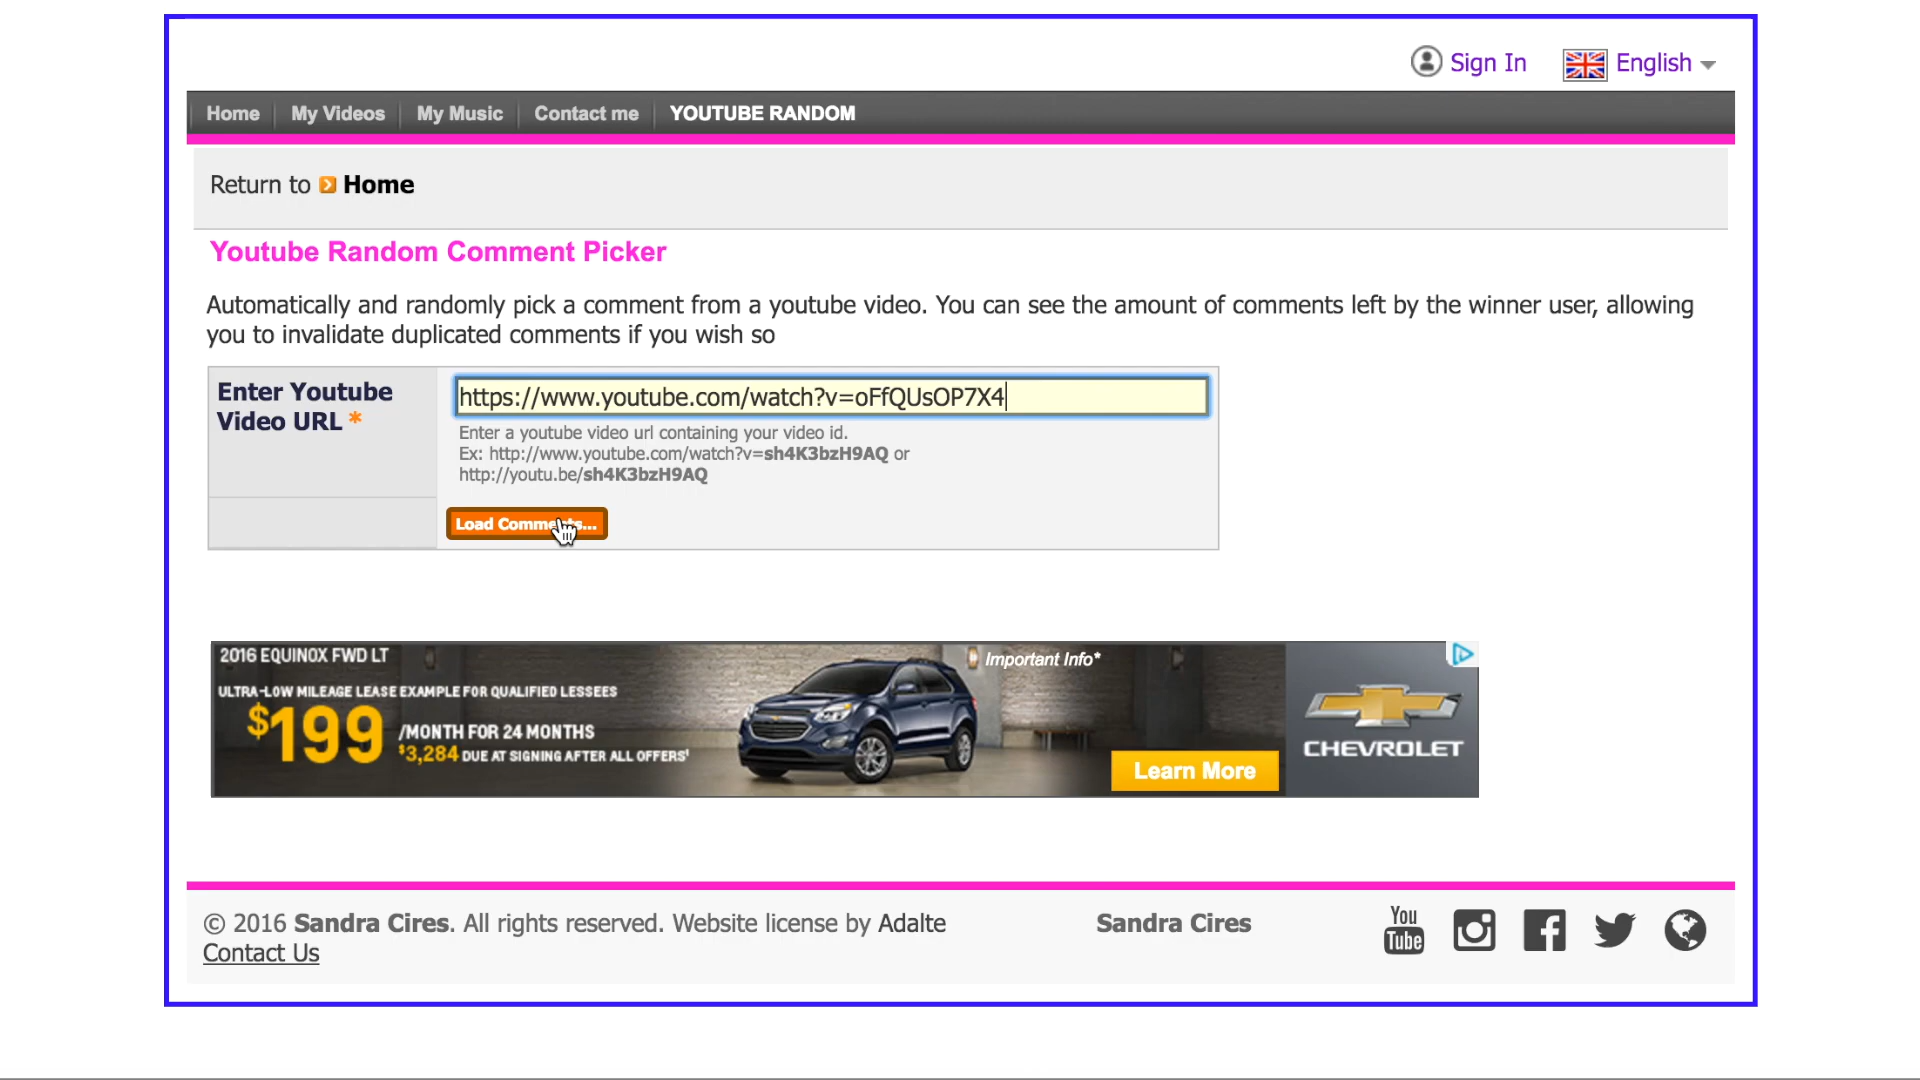 Sign In English
Home My Videos My Music Contact me YOUTUBE RANDOM
Return to Home
Youtube Random Comment Picker
Automatically and randomly pick a comment from a youtube video. You can see the amount of comments left by the winner user, allowing
you to invalidate duplicated comments if you wish so
Enter Youtube
Video URL *
https://www.youtube.com/watch?v=oFfQUsOP7X4
Enter a youtube video url containing your video id.
Ex: http://www.youtube.com/watch?v=sh4K3bzH9AQ or
http://youtu.be/sh4K3bzH9AQ
Load Comments...
2016 EQUINOX FWD LT
Important Info*
ULTRA-LOW MILEAGE LEASE EXAMPLE FOR QUALIFIED LESSEES
$199 /MONTH FOR 24 MONTHS
$3,284 DUE AT SIGNING AFTER ALL OFFERS¹
Learn More
CHEVROLET
© 2016 Sandra Cires. All rights reserved. Website license by Adalte
Contact Us
Sandra Cires
You
Tube